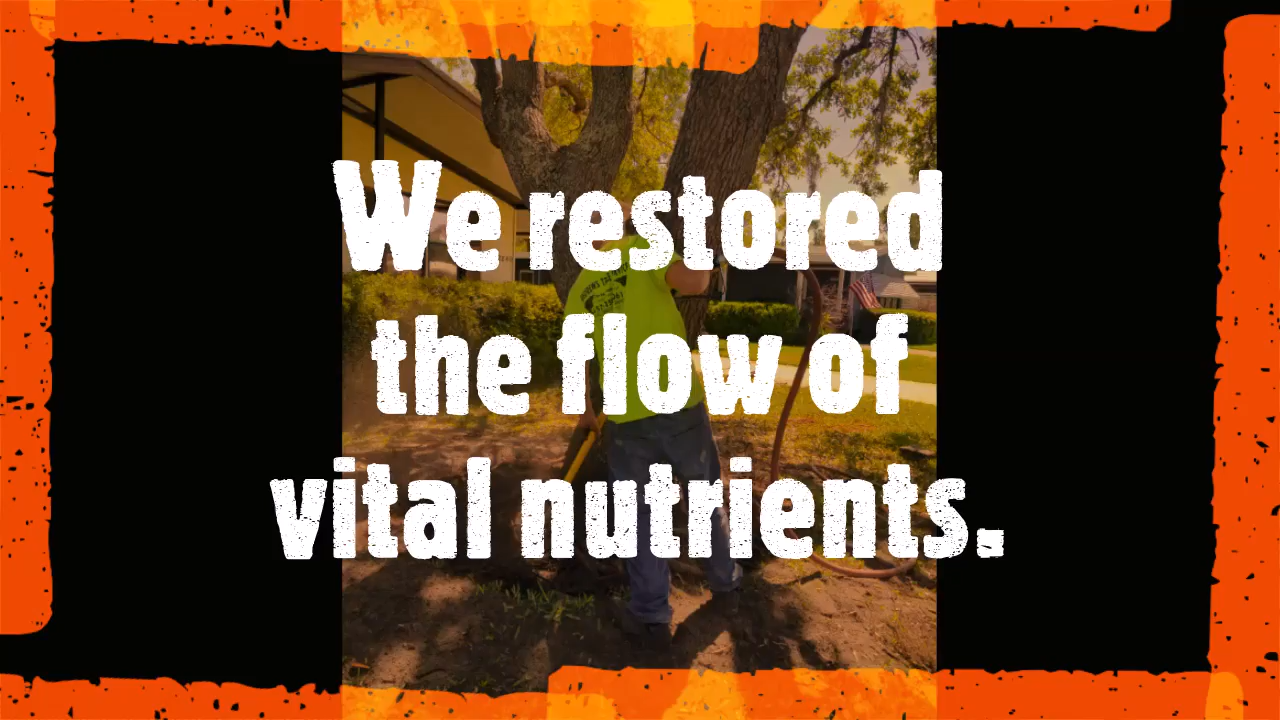 We restored
the flow of
vital nutrients.